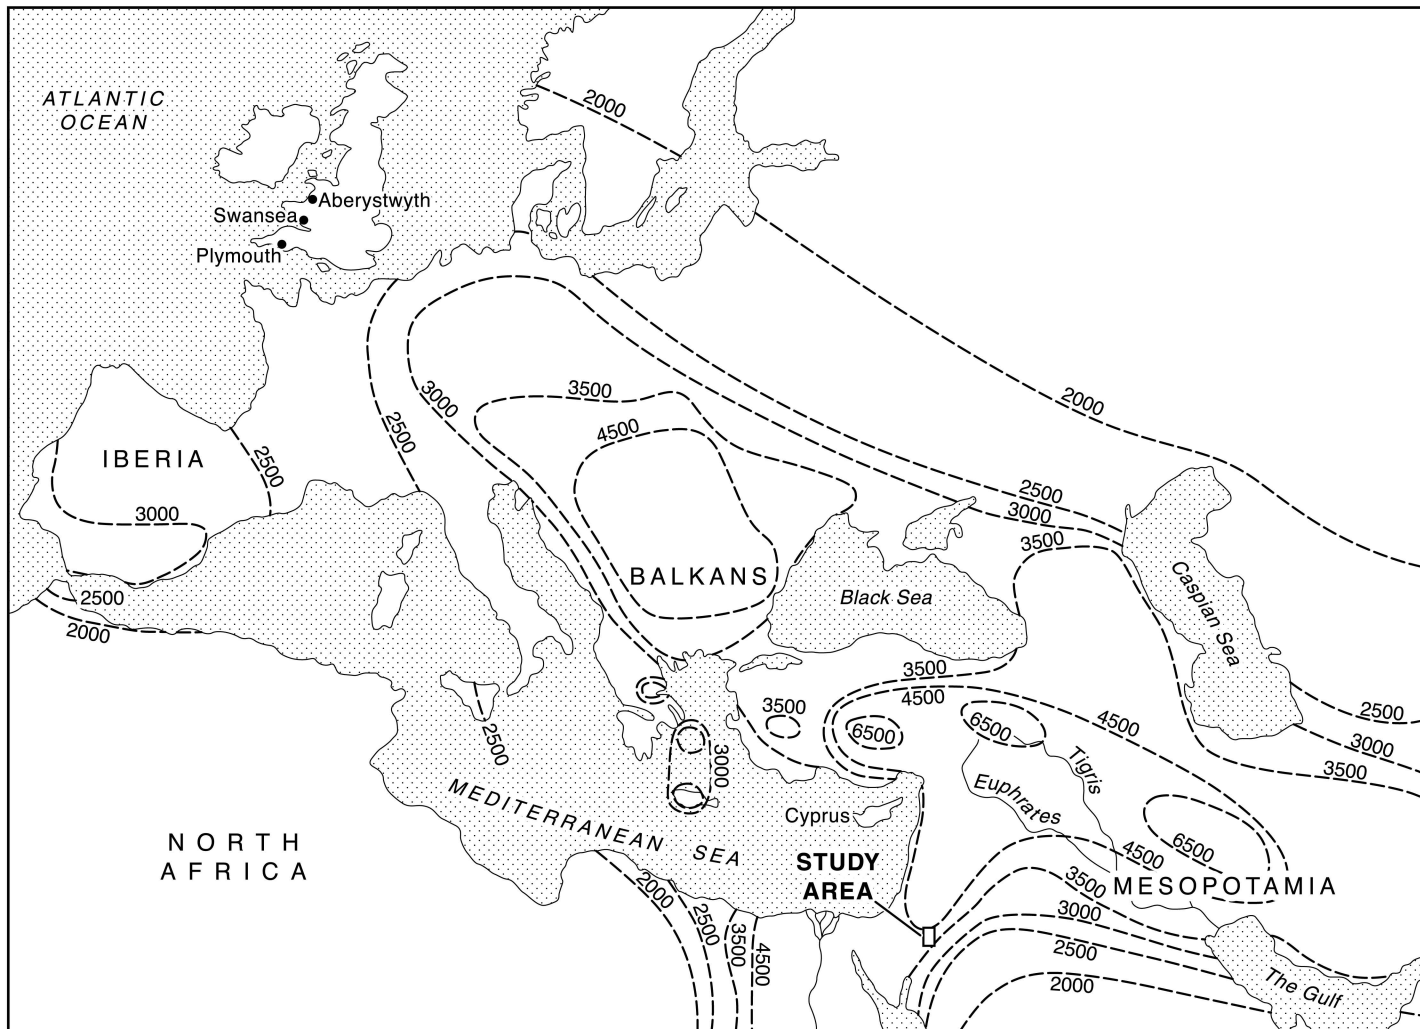 ATLANTIC
OCEAN
2000
Aberystwyth
Swansea
Plymouth
2000
3500
3000
2500
4500
IBERIA
2500
2500
3000
3000
3500
BALKANS
Black Sea
Caspian Sea
2500
2000
3500
4500
4500
3500
6500
6500
2500
3000
3500
2500
3000
Tigris
Euphrates
MEDITERRANEAN SEA
Cyprus
6500
4500
NORTH
AFRICA
STUDY
AREA
3500
MESOPOTAMIA
3000
2500
2000
2000
2500
3500
4500
The Gulf